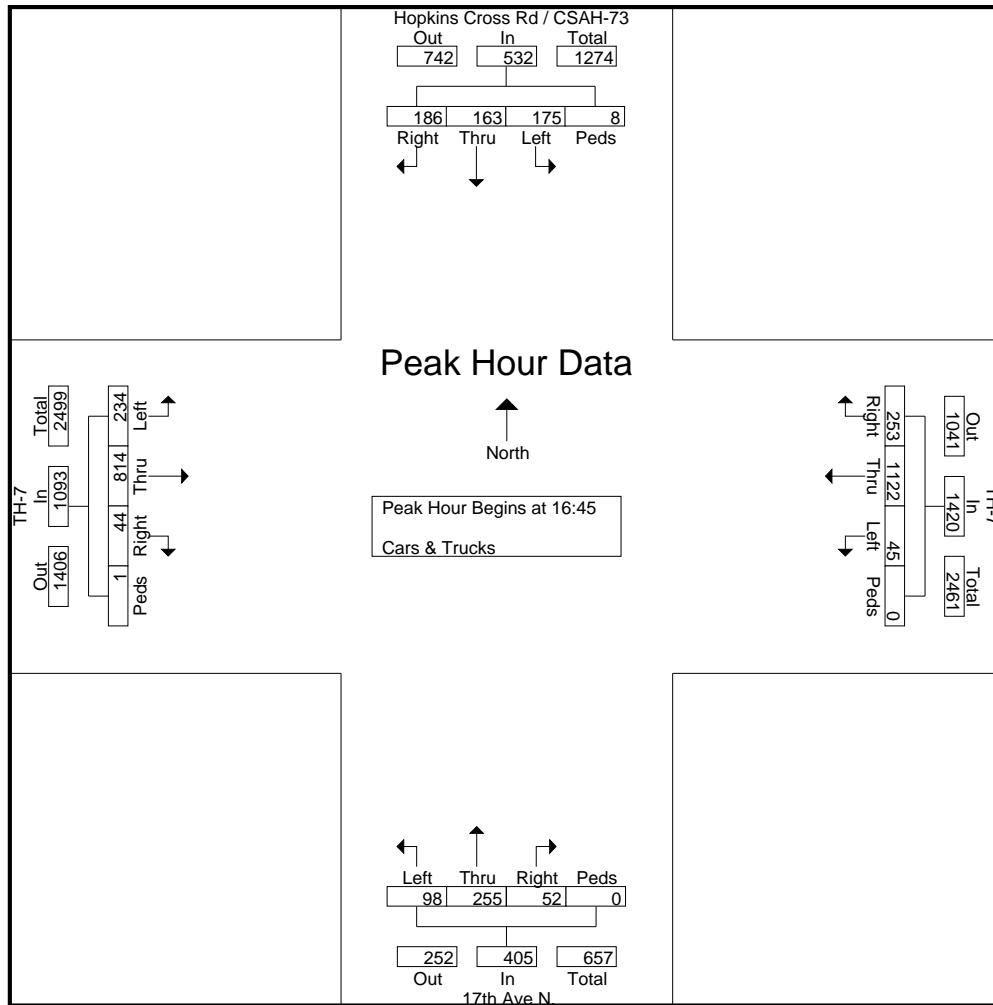 Hopkins Cross Rd / CSAH-73
Out In Total
742 532 1274
186 163 175 8
Right Thru Left Peds
Peak Hour Data
North
Peak Hour Begins at 16:45
Cars & Trucks
TH-7
Total In Out
2499 1093 1406
234 814 44 1
Left Thru Right Peds
Right Thru Left Peds
253 1122 45 0
1041 1420 2461
Out In Total
TH-7
Left Thru Right Peds
98 255 52 0
252 405 657
Out In Total
17th Ave N.